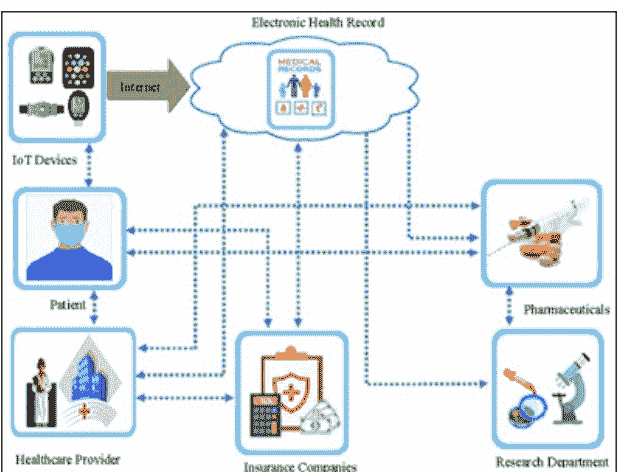 Electronic Health Record
MEDICAL
RECORDS
Internet
IoT Devices
Patient
Pharmaceuticals
Healthcare Provider
Insurance Companies
Research Department